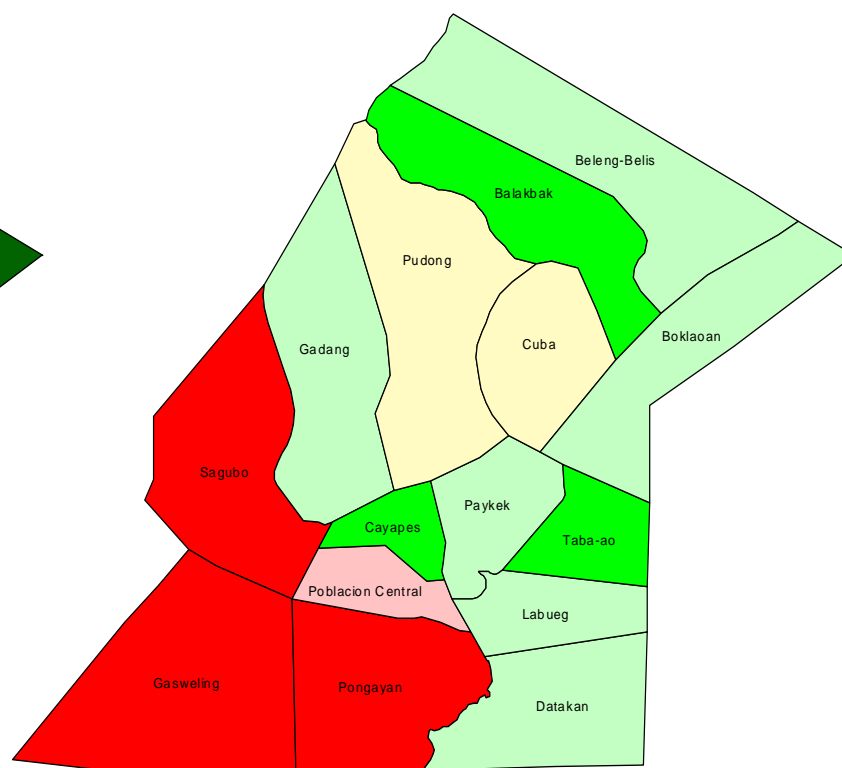 Beleng-Belis
Balakbak
Pudong
Boklaoan
Cuba
Gadang
Sagubo
Paykek
Cayapes
Taba-ao
Poblacion Central
Labueg
Gasweling
Pongayan
Datakan